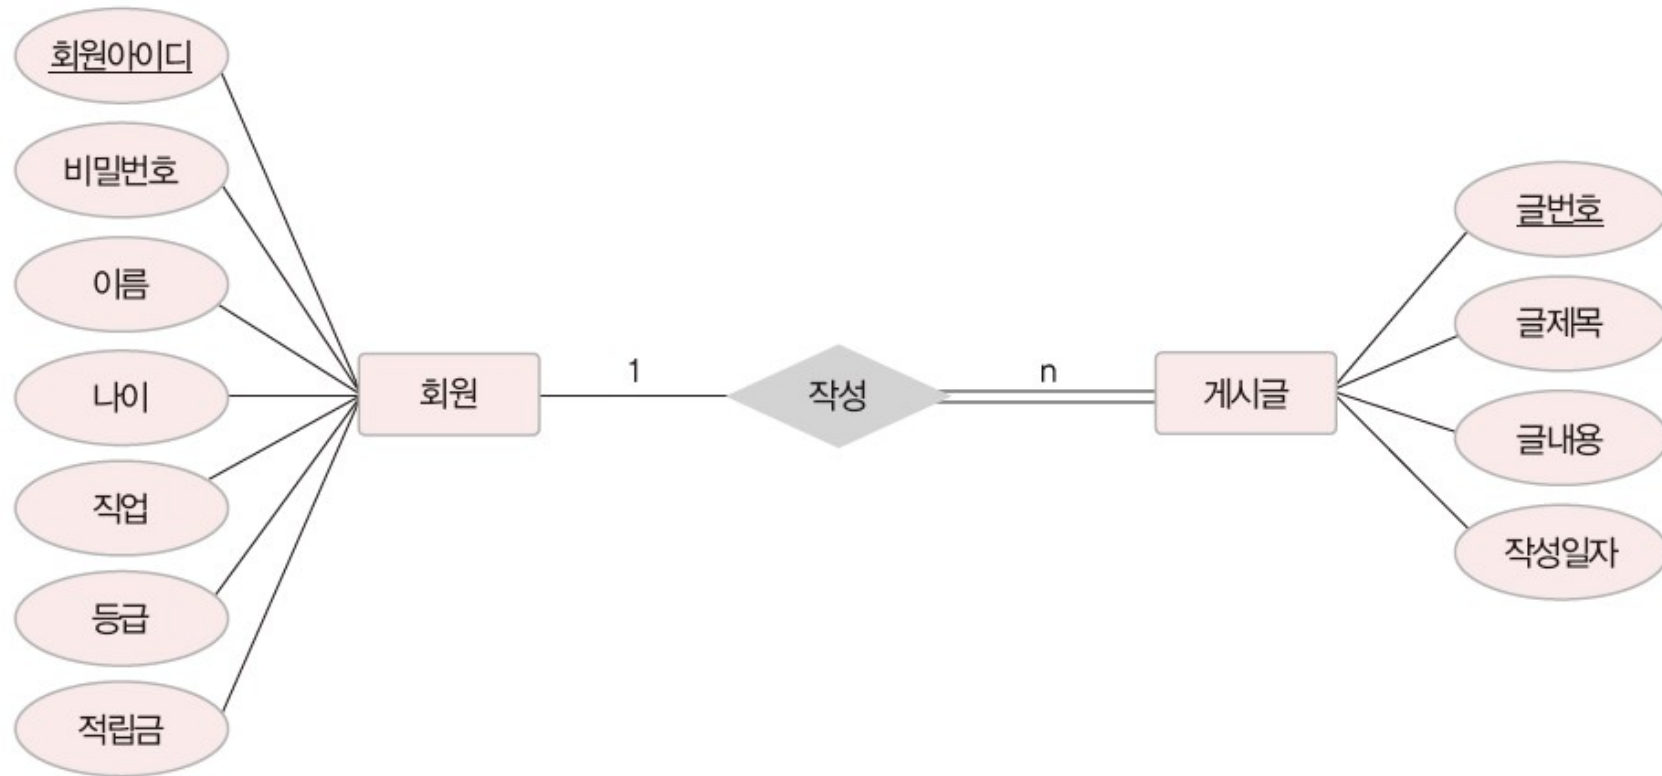 회원아이디
비밀번호
이름
나이
직업
등급
적립금
회원
1
작성
n
게시글
글번호
글제목
글내용
작성일자